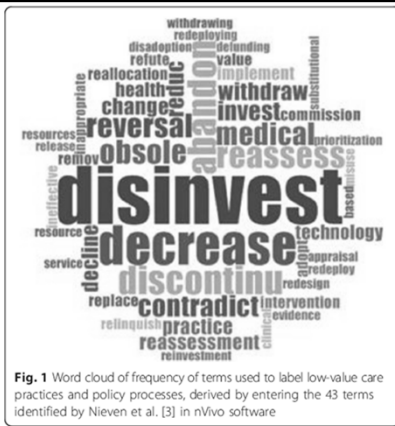 withdrawing
redeploying
disadoption defunding
refute value
reallocation implement
health withdraw
change reduc abandon
invest commission
substitutional
inappropriate
reversal medical
resources prioritization
release
obsole reassess
remov
misuse
based
ineffective
disinvest
resource
decrease technology
service decline adopt appraisal
redeploy
discontinu redesign
replace contradict intervention
evidence
relinquish practice clinical
reassessment
reinvestment
Fig. 1 Word cloud of frequency of terms used to label low-value care
practices and policy processes, derived by entering the 43 terms
identified by Nieven et al. [3] in nVivo software